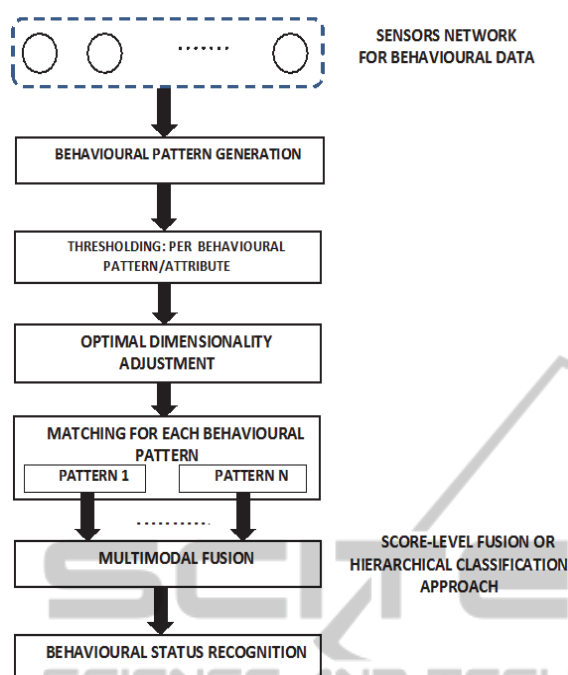 SENSORS NETWORK
FOR BEHAVIOURAL DATA
BEHAVIOURAL PATTERN GENERATION
THRESHOLDING: PER BEHAVIOURAL
PATTERN/ATTRIBUTE
OPTIMAL DIMENSIONALITY
ADJUSTMENT
MATCHING FOR EACH BEHAVIOURAL
PATTERN
PATTERN 1 PATTERN N
MULTIMODAL FUSION
SCORE-LEVEL FUSION OR
HIERARCHICAL CLASSIFICATION
APPROACH
BEHAVIOURAL STATUS RECOGNITION